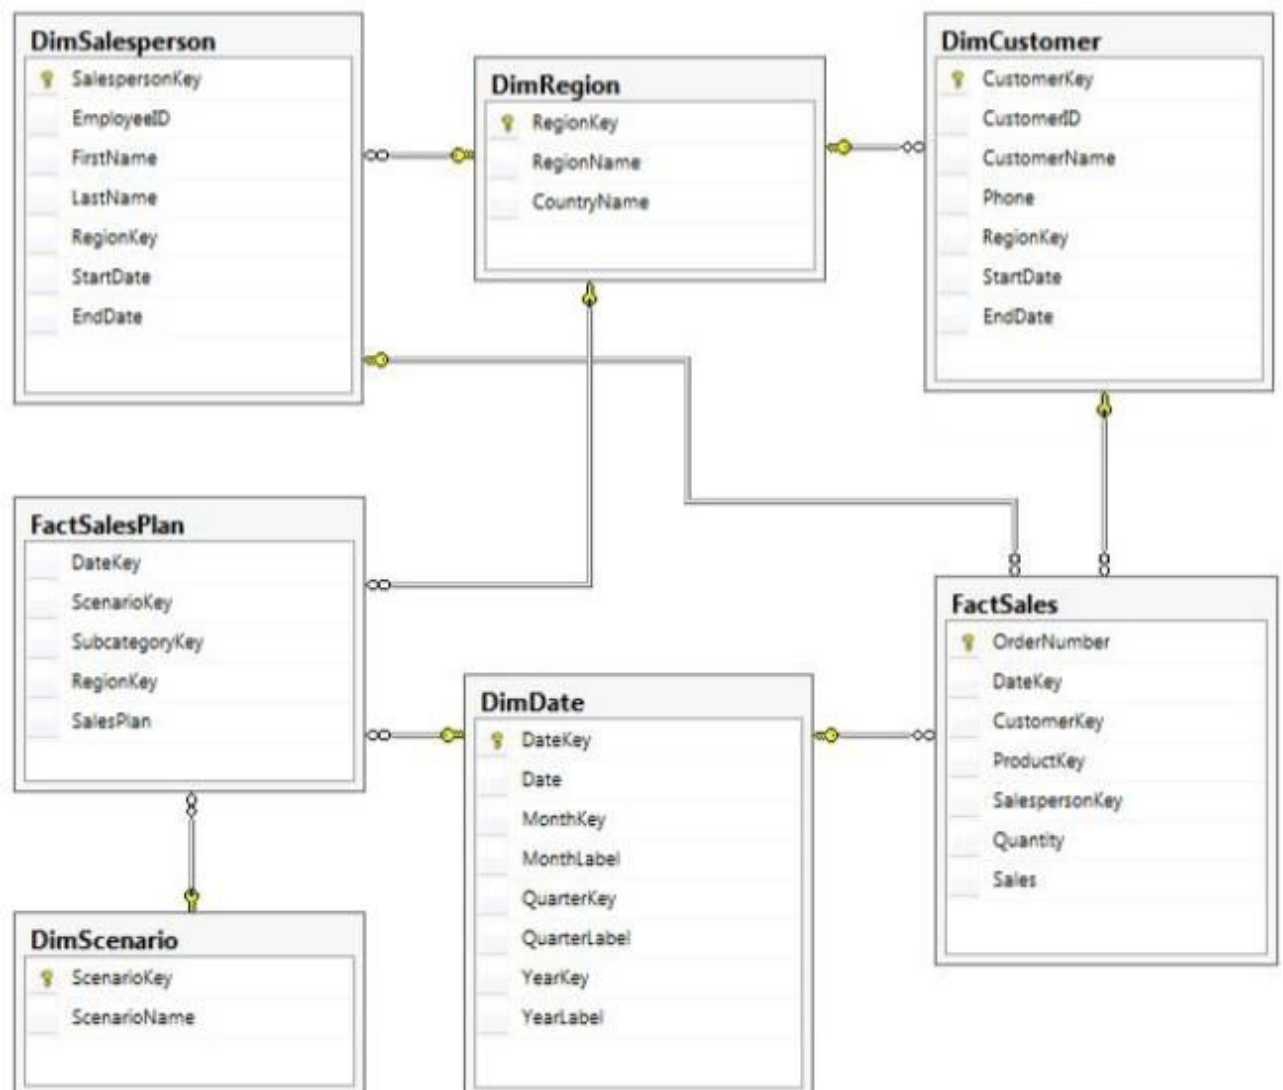 DimSalesperson
SalespersonKey
EmployeeID
FirstName
LastName
RegionKey
StartDate
EndDate
DimRegion
RegionKey
RegionName
CountryName
DimCustomer
CustomerKey
CustomerID
CustomerName
Phone
RegionKey
StartDate
EndDate
FactSalesPlan
DateKey
ScenarioKey
SubcategoryKey
RegionKey
SalesPlan
DimDate
DateKey
Date
MonthKey
MonthLabel
QuarterKey
QuarterLabel
YearKey
YearLabel
FactSales
OrderNumber
DateKey
CustomerKey
ProductKey
SalespersonKey
Quantity
Sales
DimScenario
ScenarioKey
ScenarioName